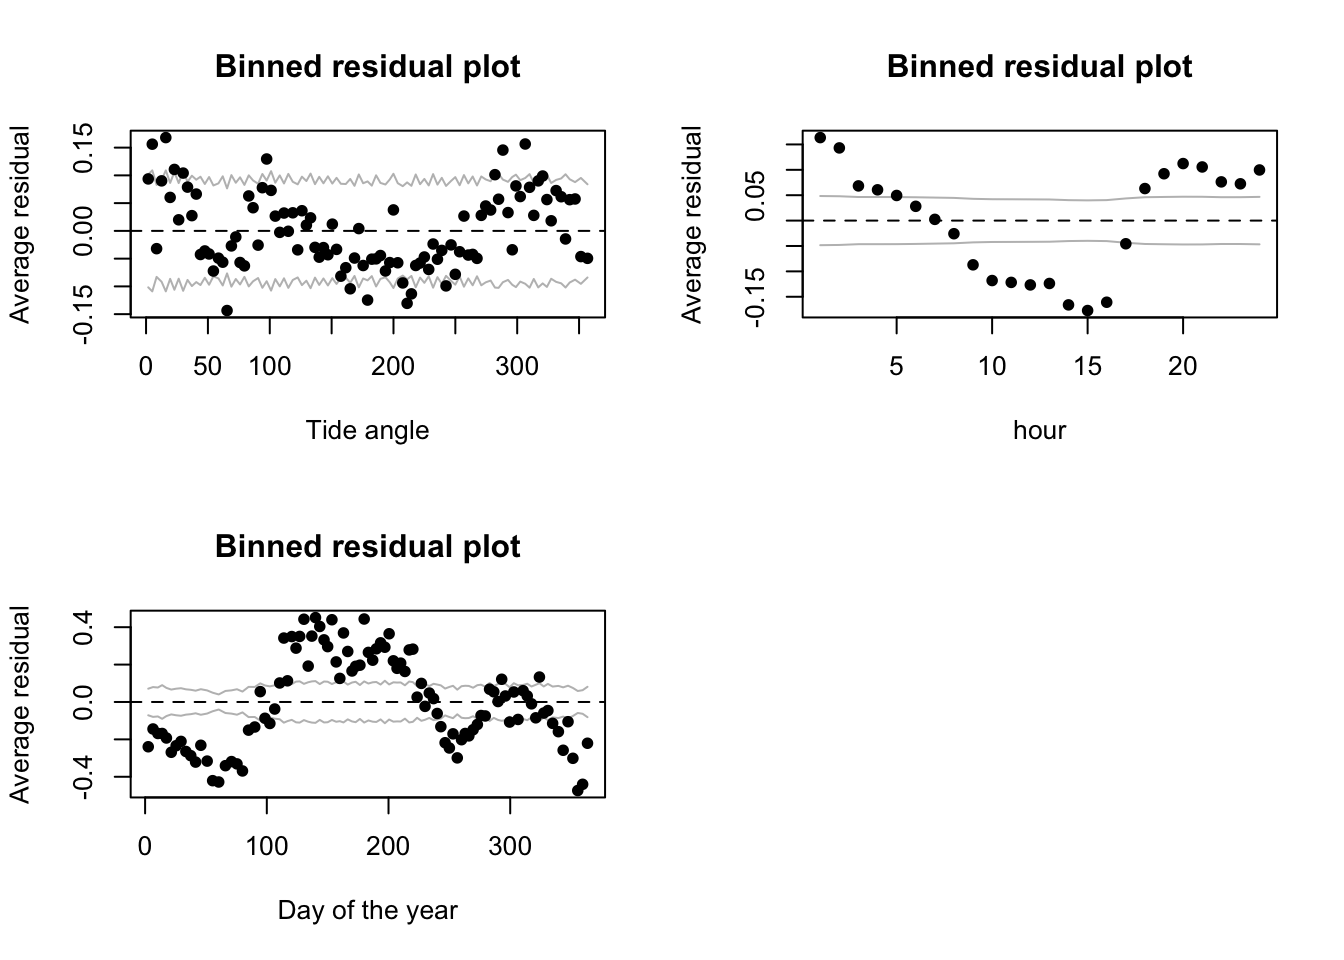 Binned residual plot
Average residual
0.15
0.00
-0.15
0 50 100 200 300
Tide angle
Binned residual plot
Average residual
0.05
-0.15
5 10 15 20
hour
Binned residual plot
Average residual
0.4
0.0
-0.4
0 100 200 300
Day of the year